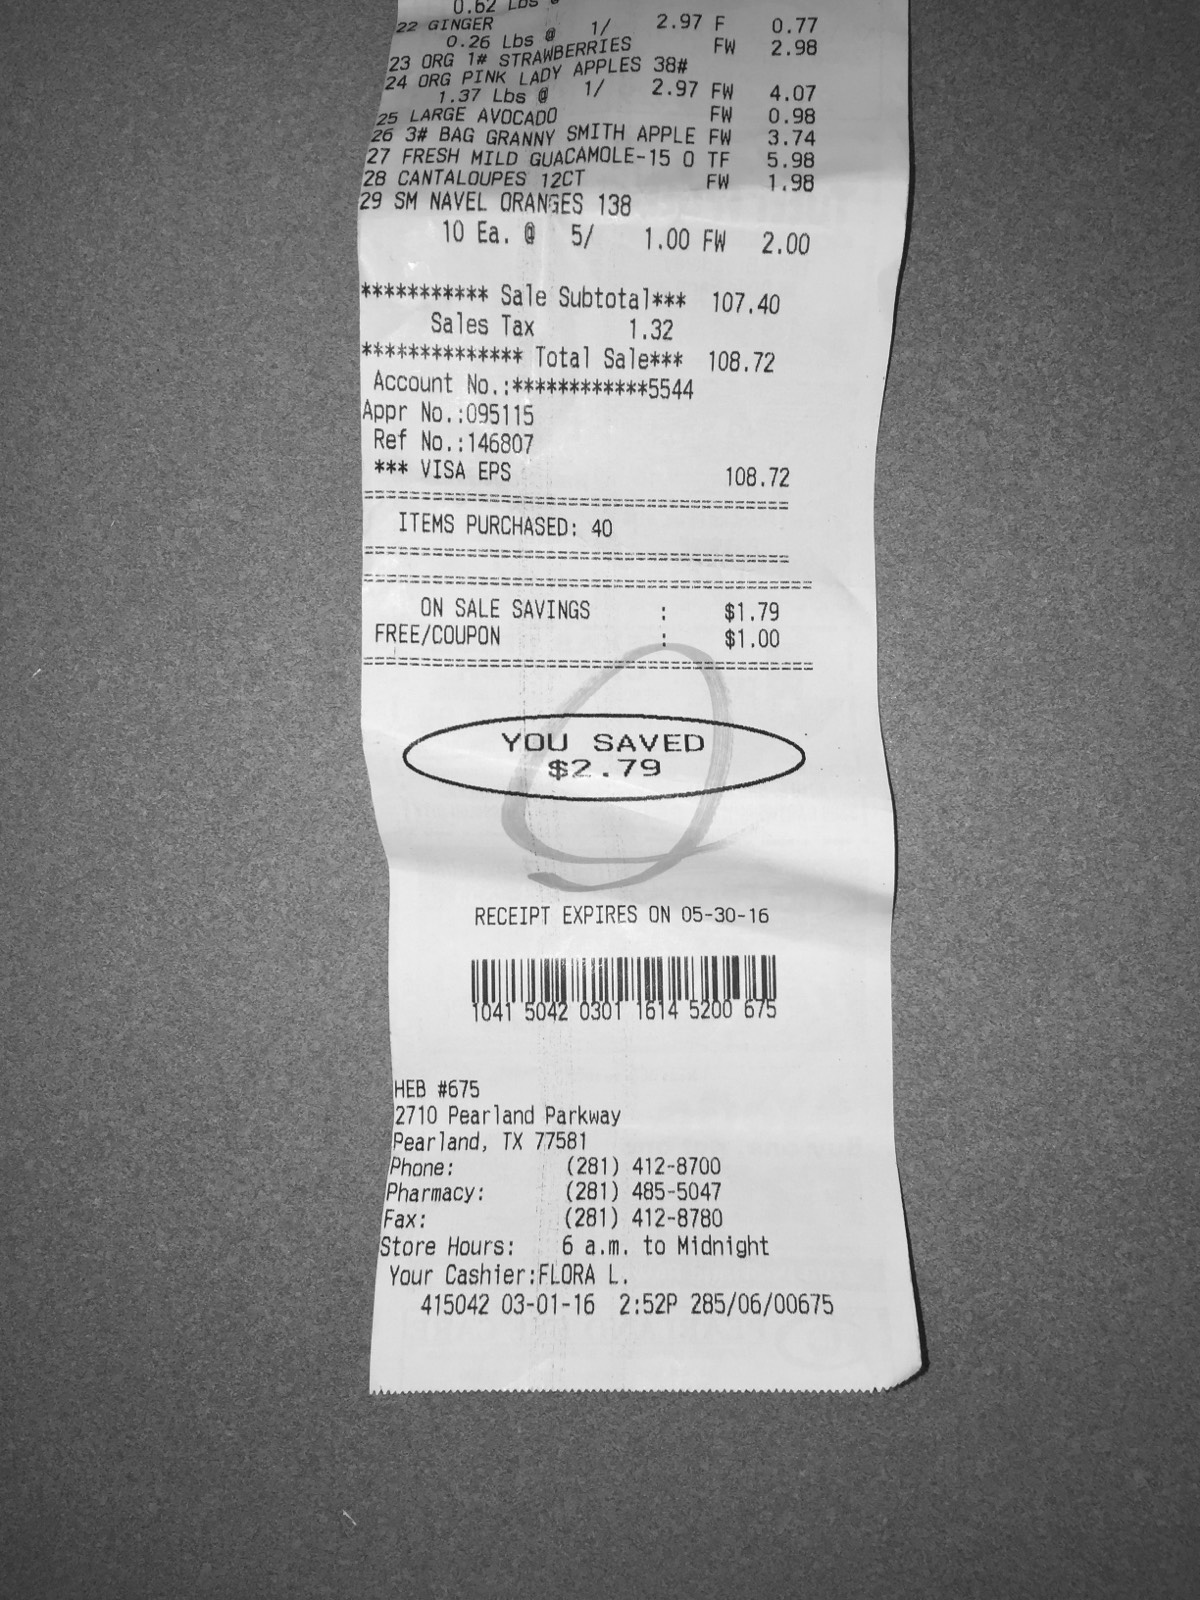 0.62 Lbs @
22 GINGER
0.26 Lbs @ 1/ 2.97 F 0.77
23 ORG 1# STRAWBERRIES FW 2.98
24 ORG PINK LADY APPLES 38#
1.37 Lbs @ 1/ 2.97 FW 4.07
25 LARGE AVOCADO FW 0.98
26 3# BAG GRANNY SMITH APPLE FW 3.74
27 FRESH MILD GUACAMOLE-15 O TF 5.98
28 CANTALOUPES 12CT FW 1.98
29 SM NAVEL ORANGES 138
10 Ea. @ 5/ 1.00 FW 2.00
*********** Sale Subtotal*** 107.40
Sales Tax 1.32
************** Total Sale*** 108.72
Account No.:************5544
Appr No.:095115
Ref No.:146807
*** VISA EPS 108.72
ITEMS PURCHASED: 40
ON SALE SAVINGS : $1.79
FREE/COUPON : $1.00
YOU SAVED
$2.79
RECEIPT EXPIRES ON 05-30-16
1041 5042 0301 1614 5200 675
HEB #675
2710 Pearland Parkway
Pearland, TX 77581
Phone: (281) 412-8700
Pharmacy: (281) 485-5047
Fax: (281) 412-8780
Store Hours: 6 a.m. to Midnight
Your Cashier:FLORA L.
415042 03-01-16 2:52P 285/06/00675